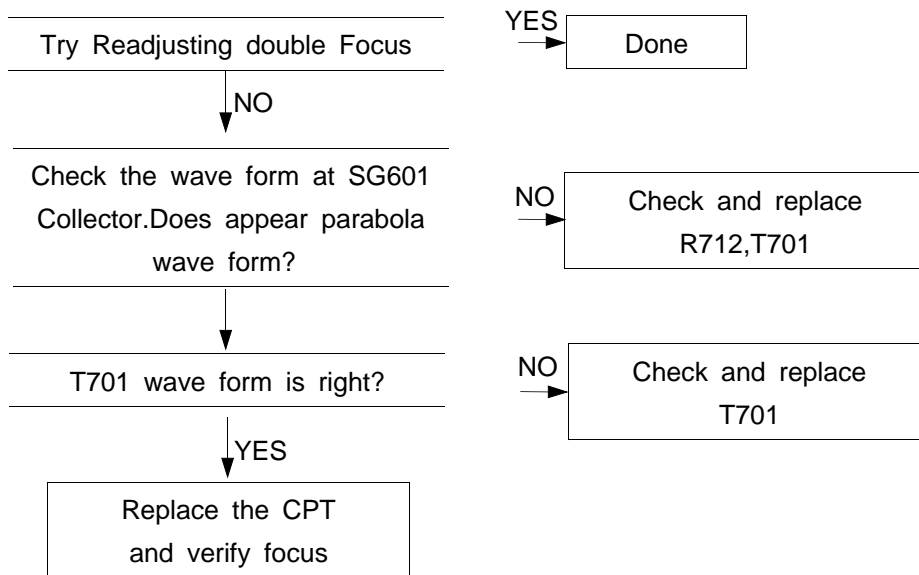 Try Readjusting double Focus
YES
Done
NO
Check the wave form at SG601
Collector.Does appear parabola
wave form?
NO
Check and replace
R712,T701
T701 wave form is right?
NO
Check and replace
T701
YES
Replace the CPT
and verify focus